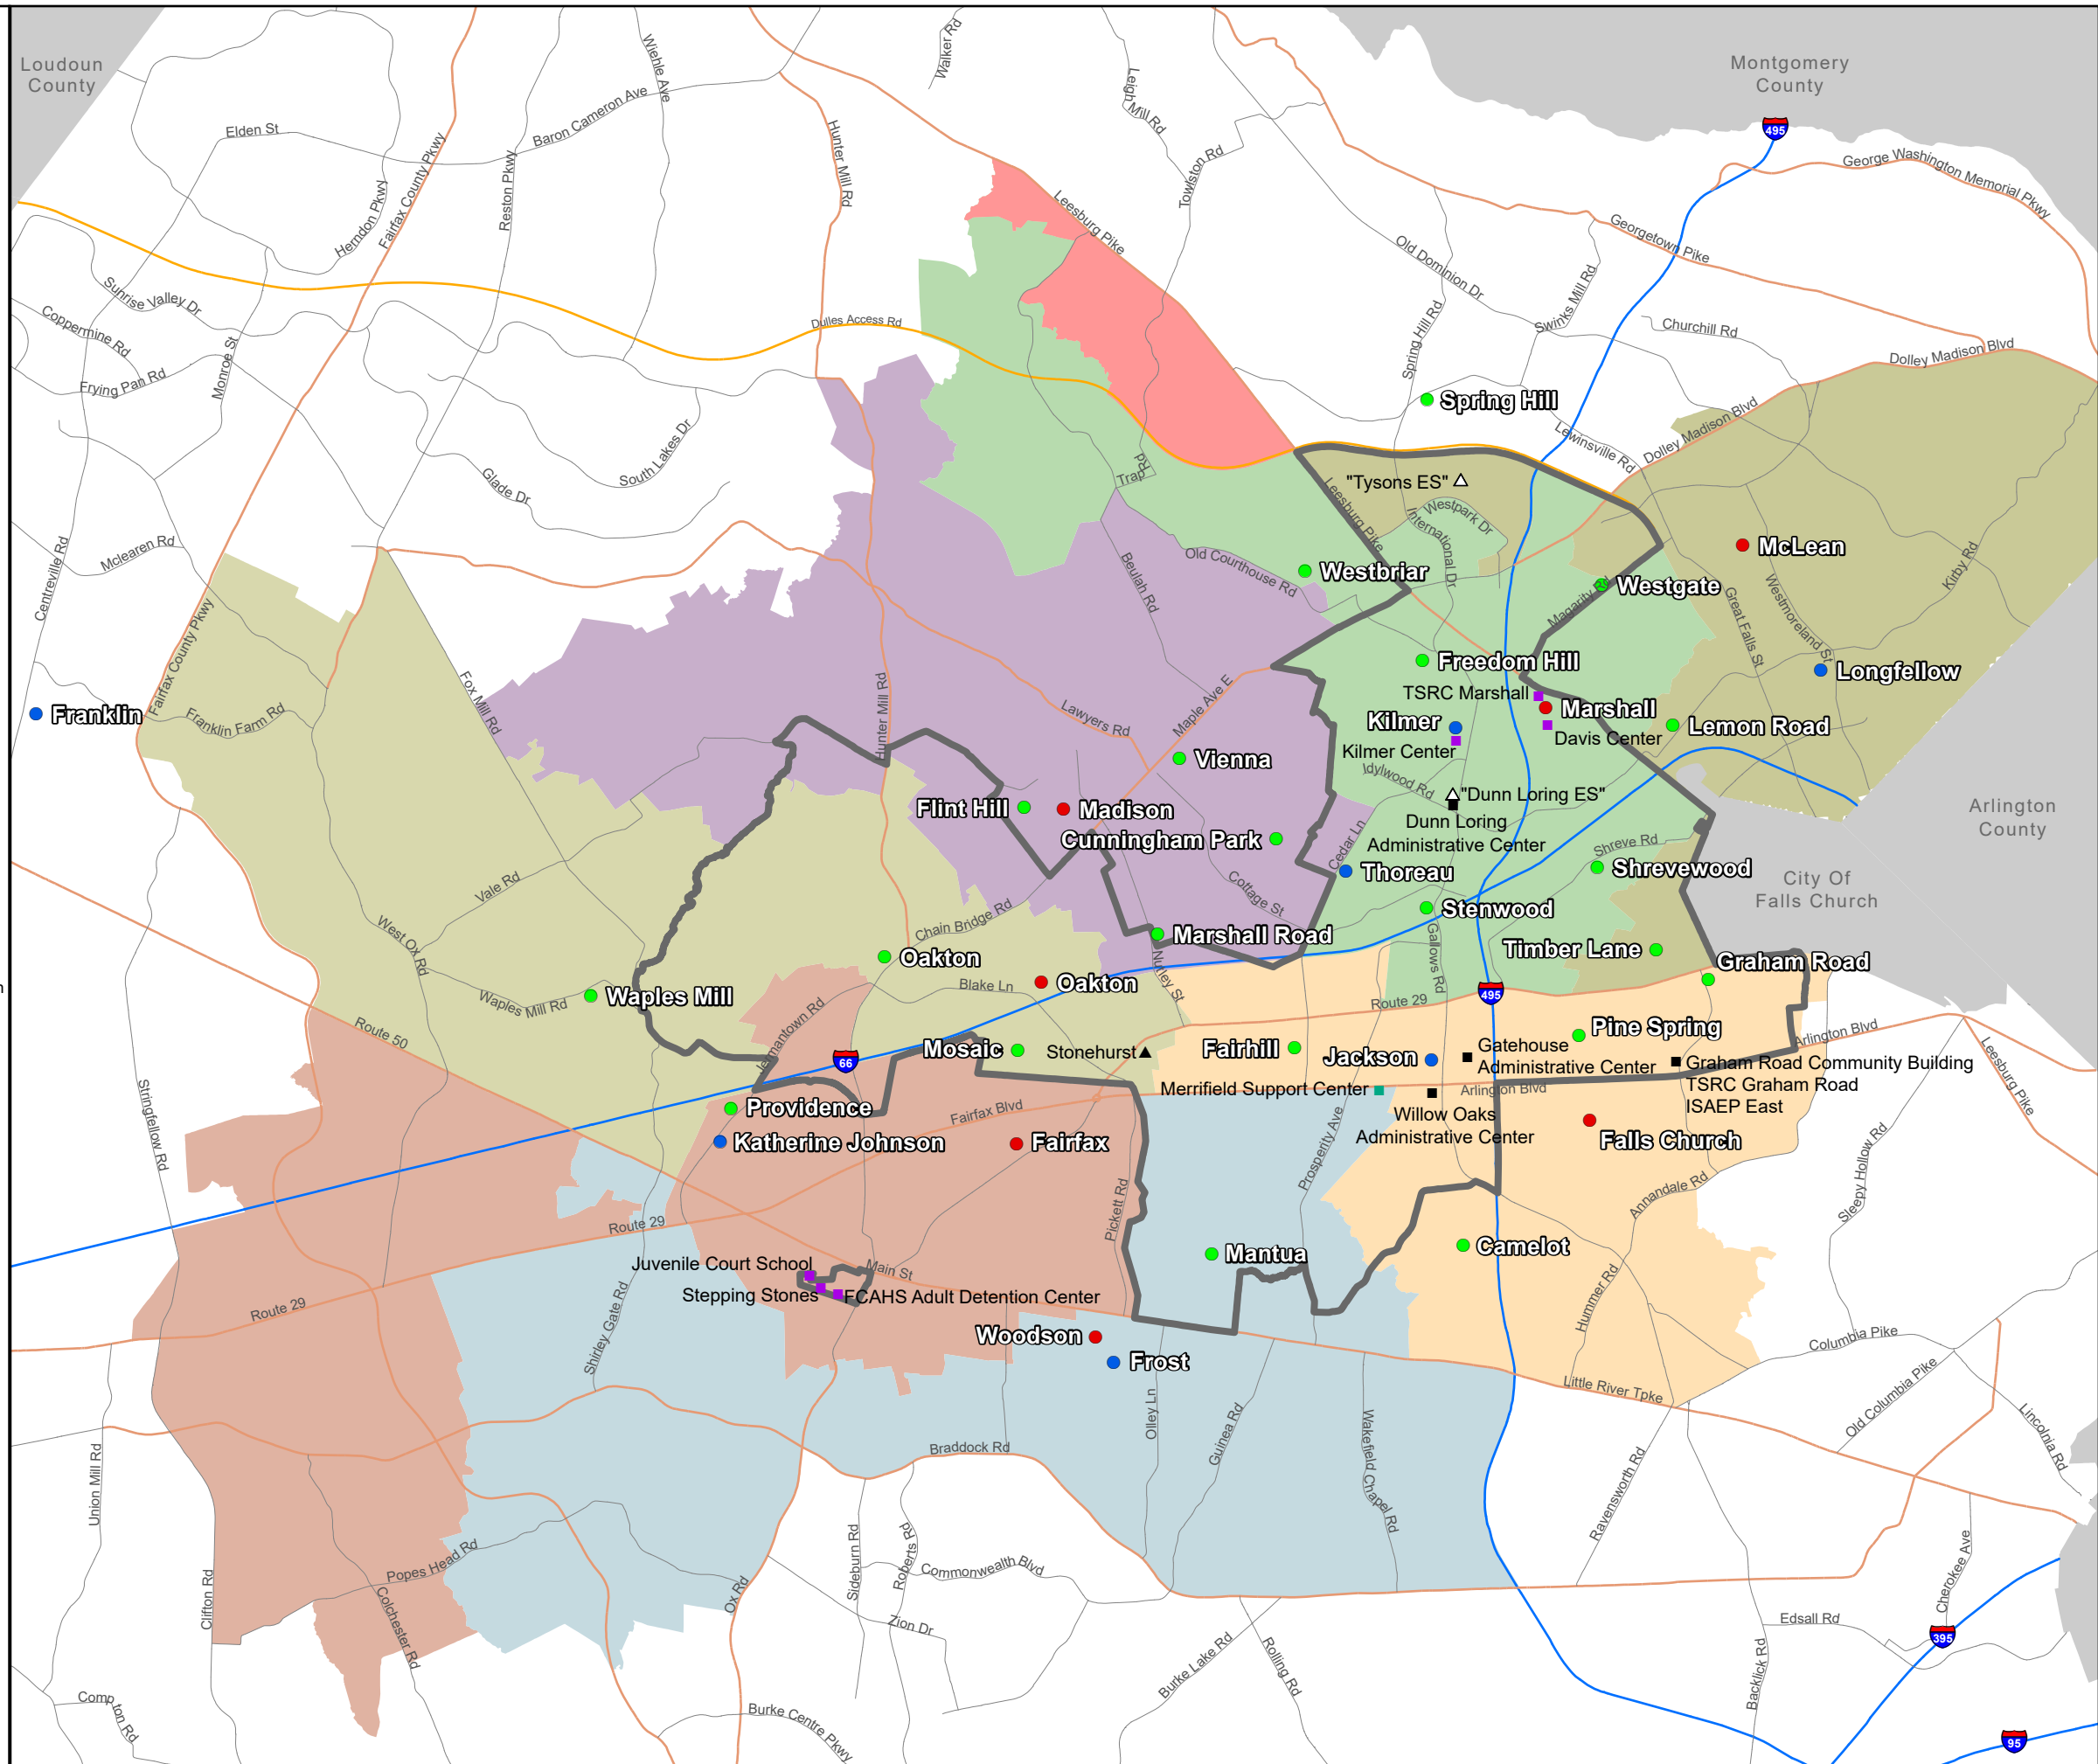 Loudoun
County
Montgomery
County
Arlington
County
City Of
Falls Church
Elden St
Wiehle Ave
Baron Cameron Ave
Walker Rd
Leigh
Mill Rd
Towlston Rd
Hunter Mill Rd
Leesburg Pike
Reston Pkwy
Herndon Pkwy
Fairfax County Pkwy
495
George Washington Memorial Pkwy
Georgetown Pkwy
Old Dominion Dr
Swinks Mill Rd
Spring Hill Rd
Churchill Rd
Dolley Madison Blvd
Sunrise Valley Dr
Coppermine Rd
Frying Pan Rd
Monroe St
Dulles Access Rd
Spring Hill
Lewinsville Rd
Dolley Madison Blvd
South Lakes Dr
Glade Dr
Trap
Rd
"Tysons ES"
Leesburg Pike
Westpark Dr
International Dr
McLean
Centreville Rd
Mclearen Rd
Beulah Rd
Old Courthouse Rd
Westbriar
Westgate
Magarity Rd
Great Falls St
Westmoreland St
Kirby Rd
Longfellow
Fairfax County Pkwy
Franklin
Franklin Farm Rd
Fox Mill Rd
Hunter Mill Rd
Lawyers Rd
Maple Ave E
Freedom Hill
TSRC Marshall
Marshall
Kilmer
Kilmer Center
Davis Center
Lemon Road
Vienna
Idylwood Rd
"Dunn Loring ES"
Dunn Loring
Administrative Center
Flint Hill
Madison
Cunningham Park
Cedar Ln
Thoreau
Shreve Rd
Shrevewood
Vale Rd
West Ox Rd
Chain Bridge Rd
Cottage St
Stenwood
Marshall Road
Gallows Rd
Timber Lane
Graham Road
Oakton
Oakton
Nutley St
Waples Mill
Waples Mill Rd
Blake Ln
Route 29
495
Route 50
Jermantown Rd
66
Mosaic
Stonehurst
Fairhill
Jackson
Gatehouse
Administrative Center
Pine Spring
Arlington Blvd
Graham Road Community Building
TSRC Graham Road
ISAEP East
Leesburg Pike
Merrifield Support Center
Arlington Blvd
Willow Oaks
Administrative Center
Providence
Fairfax Blvd
Katherine Johnson
Fairfax
Falls Church
Stringfellow Rd
Prosperity Ave
Pickett Rd
Annandale Rd
Sleepy Hollow Rd
Route 29
Mantua
Camelot
Juvenile Court School
Main St
Stepping Stones
FCAHS Adult Detention Center
Route 29
Shirley Gate Rd
Hummer Rd
Woodson
Frost
Columbia Pike
Little River Tpke
Old Columbia Pike
Lincolnia Rd
Union Mill Rd
Olley Ln
Guinea Rd
Wakefield Chapel Rd
Braddock Rd
Ravensworth Rd
Popes Head Rd
Clifton Rd
Colchester Rd
Ox Rd
Sideburn Rd
Roberts Rd
Commonwealth Blvd
Zion Dr
Cherokee Ave
Edsall Rd
395
Backlick Rd
Burke Lake Rd
Rolling Rd
Compton Rd
Burke Centre Pkwy
95